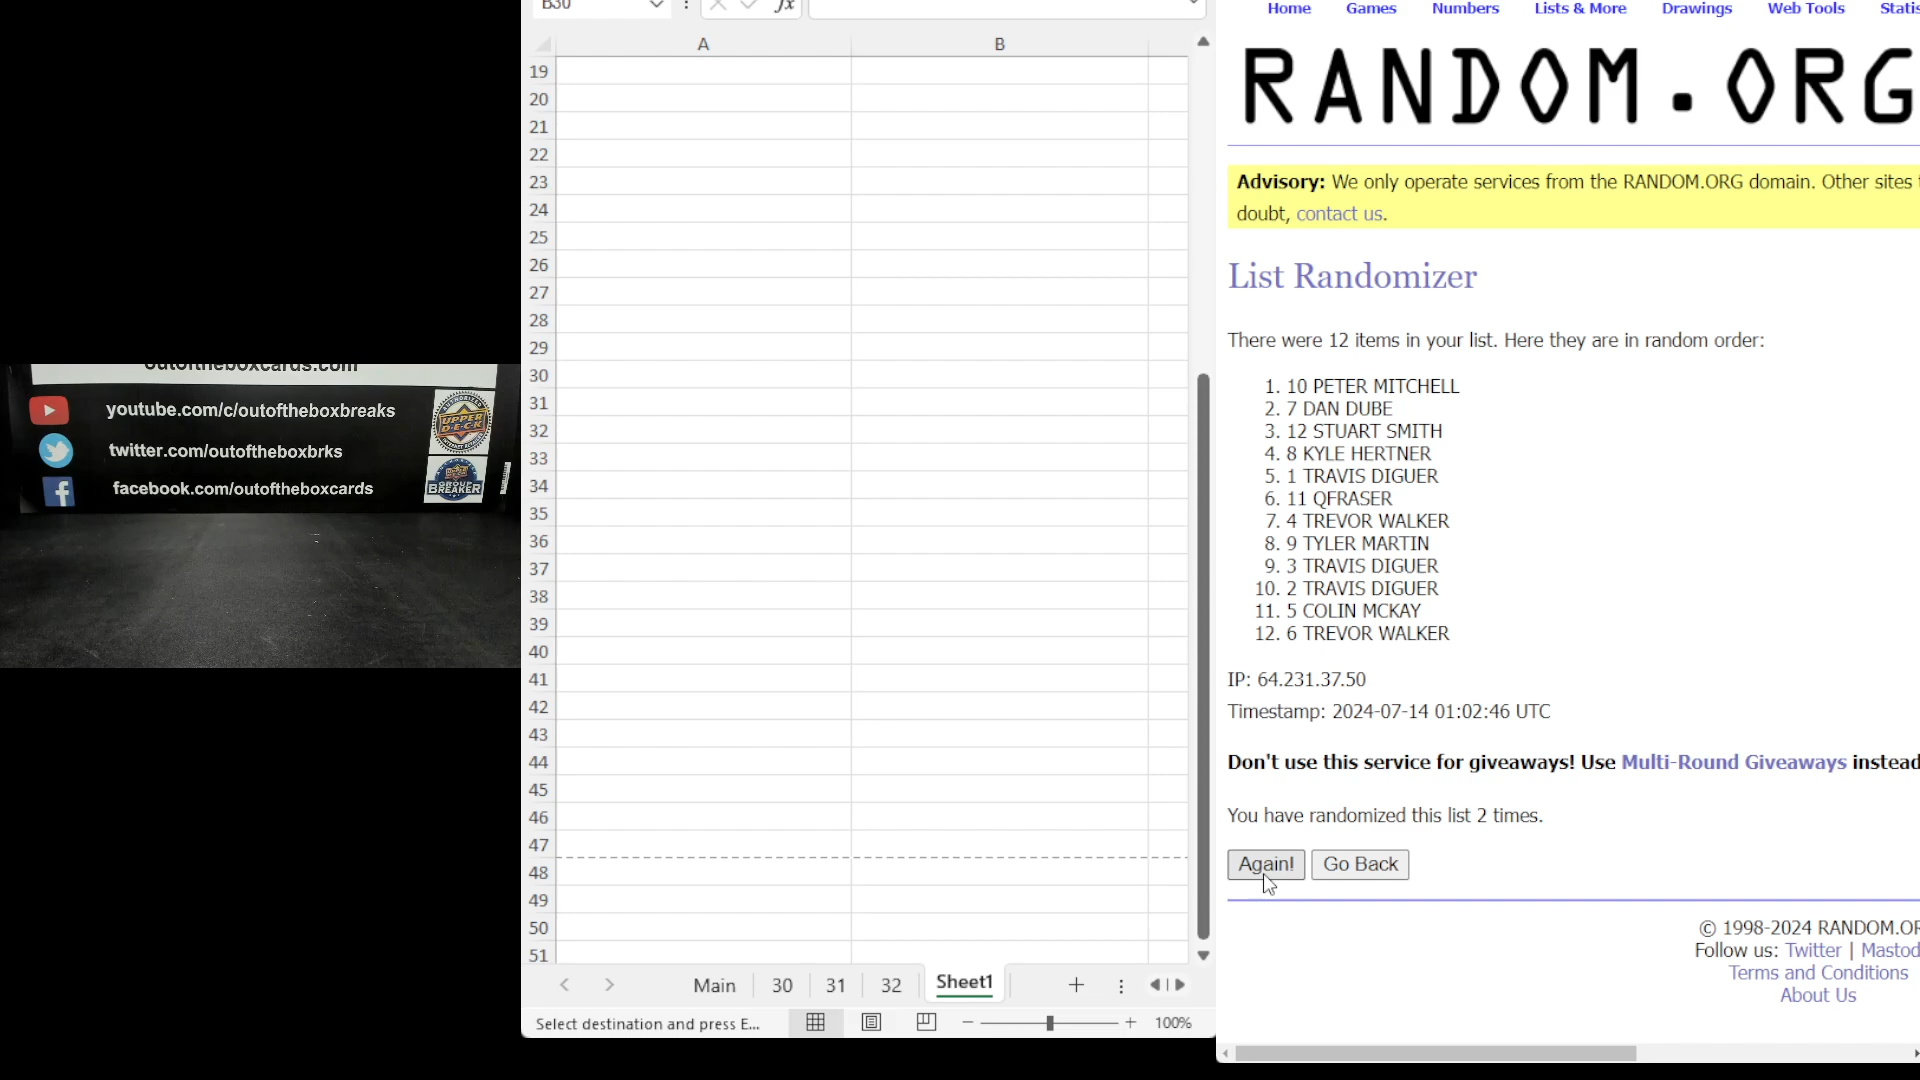 outoftheboxcards.com
youtube.com/c/outoftheboxbreaks
twitter.com/outoftheboxbrks
facebook.com/outoftheboxcards
UPPER DECK
GROUP BREAKER
B30
fx
A B
19
20
21
22
23
24
25
26
27
28
29
30
31
32
33
34
35
36
37
38
39
40
41
42
43
44
45
46
47
48
49
50
51
Main 30 31 32 Sheet1
Select destination and press E... 100%
Home Games Numbers Lists & More Drawings Web Tools Statis
RANDOM.ORG
Advisory: We only operate services from the RANDOM.ORG domain. Other sites
doubt, contact us.
List Randomizer
There were 12 items in your list. Here they are in random order:
1. 10 PETER MITCHELL
2. 7 DAN DUBE
3. 12 STUART SMITH
4. 8 KYLE HERTNER
5. 1 TRAVIS DIGUER
6. 11 QFRASER
7. 4 TREVOR WALKER
8. 9 TYLER MARTIN
9. 3 TRAVIS DIGUER
10. 2 TRAVIS DIGUER
11. 5 COLIN MCKAY
12. 6 TREVOR WALKER
IP: 64.231.37.50
Timestamp: 2024-07-14 01:02:46 UTC
Don't use this service for giveaways! Use Multi-Round Giveaways instead
You have randomized this list 2 times.
Again! Go Back
© 1998-2024 RANDOM.OR
Follow us: Twitter | Mastod
Terms and Conditions
About Us